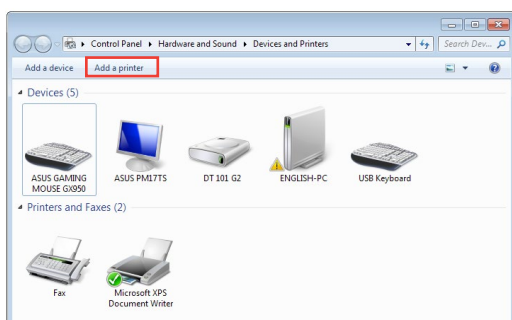 Control Panel ▸ Hardware and Sound ▸ Devices and Printers
Search Dev...
Add a device Add a printer
Devices (5)
ASUS GAMING MOUSE GX950
ASUS PM17TS
DT 101 G2
ENGLISH-PC
USB Keyboard
Printers and Faxes (2)
Fax
Microsoft XPS Document Writer